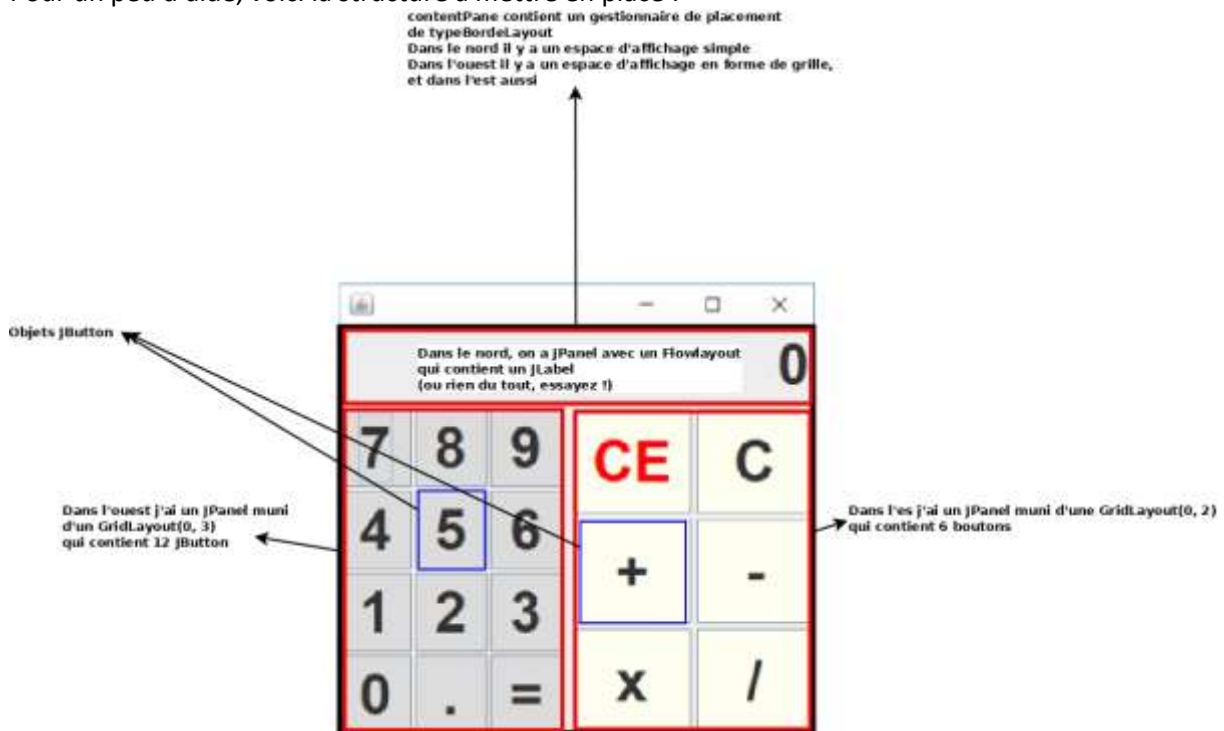 Pour un peu d'aide, voici la structure à mettre en place :
contentPane contient un gestionnaire de placement
de typeBordeLayout
Dans le nord il y a un espace d'affichage simple
Dans l'ouest il y a un espace d'affichage en forme de grille,
et dans l'est aussi
Objets JButton
Dans le nord, on a JPanel avec un Flowlayout
qui contient un JLabel
(ou rien du tout, essayez !)
0
7 8 9
CE C
Dans l'ouest j'ai un JPanel muni
d'un GridLayout(0, 3)
qui contient 12 JButton
4 5 6
+ -
Dans l'es j'ai un JPanel muni d'une GridLayout(0, 2)
qui contient 6 boutons
1 2 3
0 . =
x /